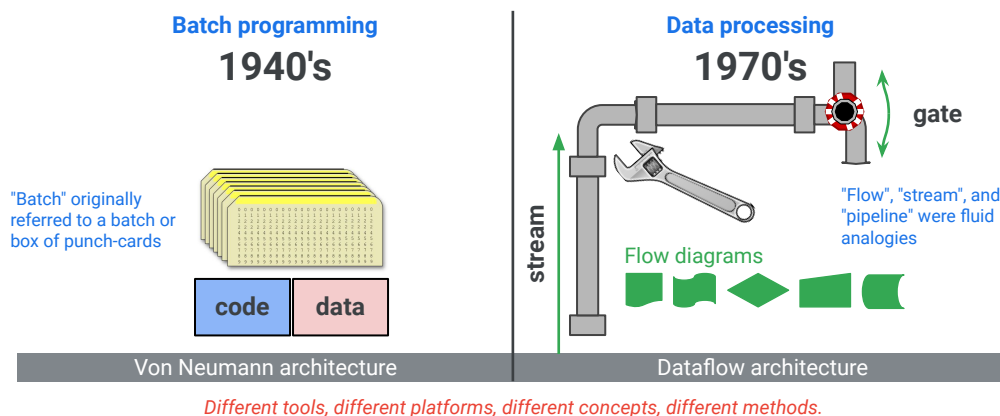 Batch programming
1940's
"Batch" originally
referred to a batch or
box of punch-cards
code
data
Von Neumann architecture
Data processing
1970's
gate
stream
"Flow", "stream", and
"pipeline" were fluid
analogies
Flow diagrams
Dataflow architecture
Different tools, different platforms, different concepts, different methods.